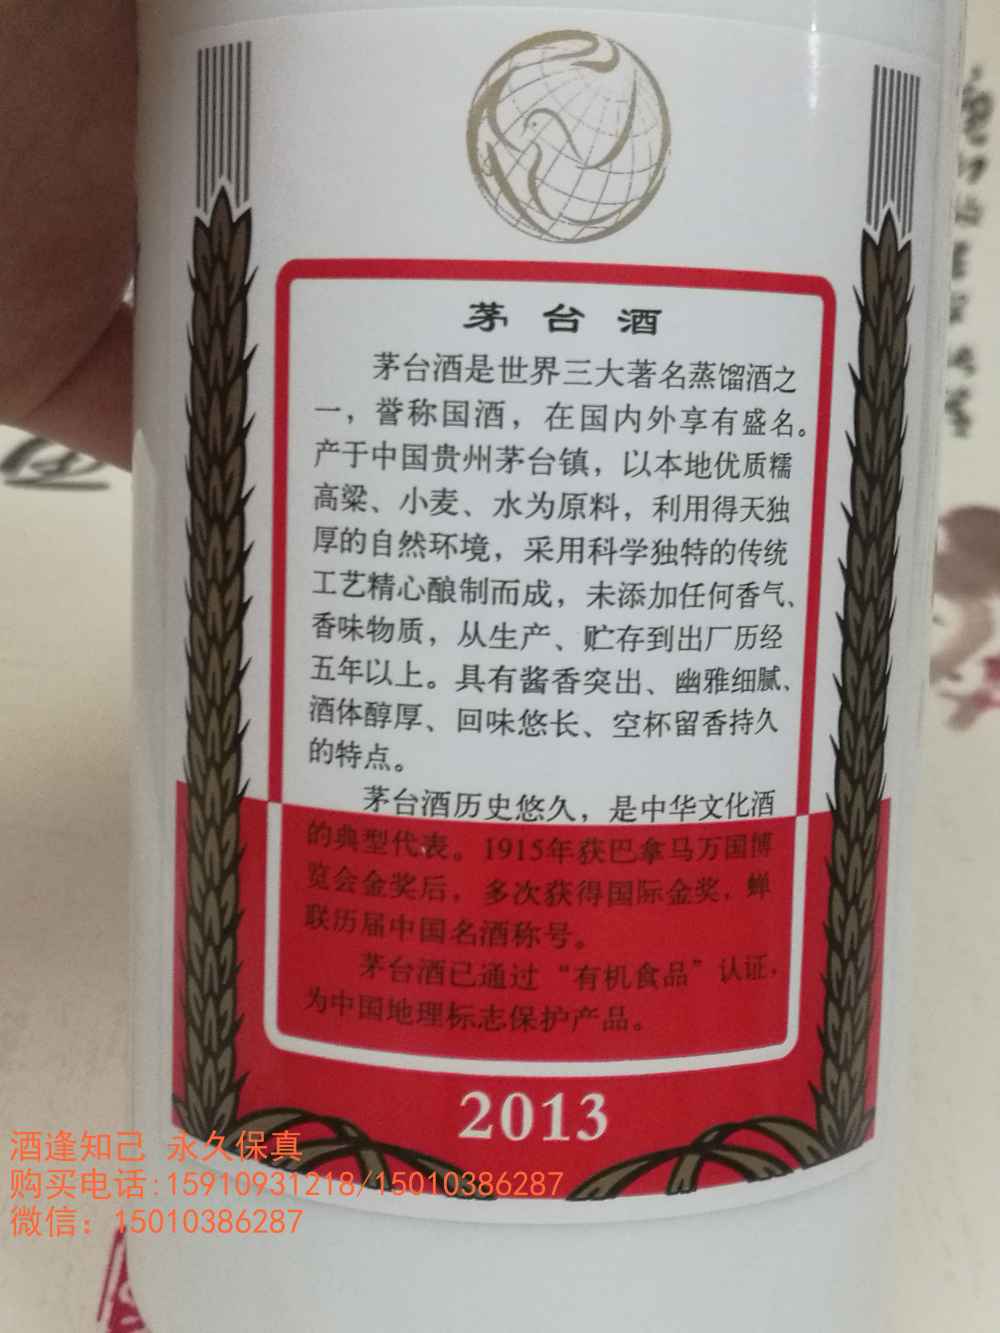 茅台酒
茅台酒是世界三大著名蒸馏酒之
一，誉称国酒，在国内外享有盛名。
产于中国贵州茅台镇，以本地优质糯
高粱、小麦、水为原料，利用得天独
厚的自然环境，采用科学独特的传统
工艺精心酿制而成，未添加任何香气、
香味物质，从生产、贮存到出厂历经
五年以上。具有酱香突出、幽雅细腻、
酒体醇厚、回味悠长、空杯留香持久
的特点。
茅台酒历史悠久，是中华文化酒
的典型代表。1915年获巴拿马万国博
览会金奖后，多次获得国际金奖，蝉
联历届中国名酒称号。
茅台酒已通过“有机食品”认证，
为中国地理标志保护产品。
2013
酒逢知己 永久保真
购买电话:15910931218/15010386287
微信：15010386287